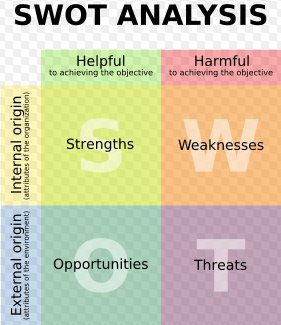 SWOT ANALYSIS
Helpful
to achieving the objective
Harmful
to achieving the objective
Internal origin
(attributes of the organization)
S
Strengths
W
Weaknesses
External origin
(attributes of the environment)
O
Opportunities
T
Threats